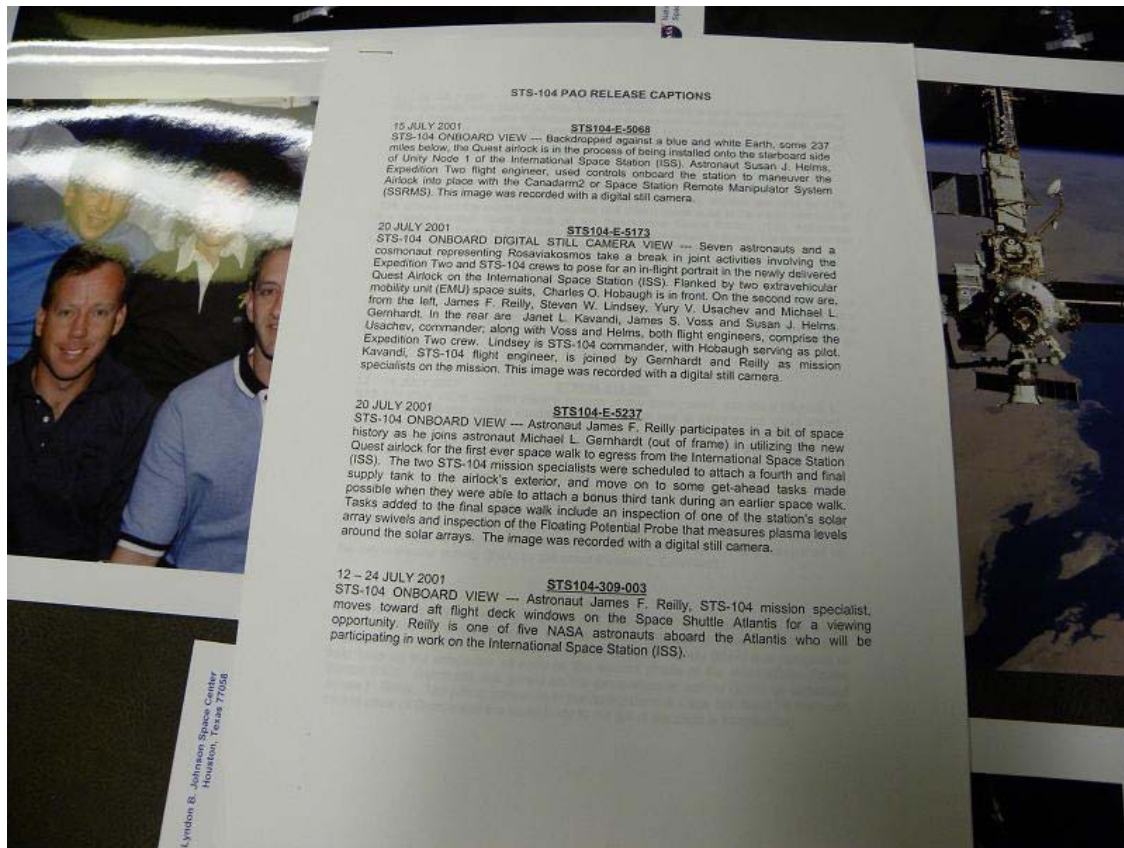 STS-104 PAO RELEASE CAPTIONS
15 JULY 2001
STS104-E-5068
STS-104 ONBOARD VIEW --- Backdropped against a blue and white Earth, some 237
miles below, the Quest airlock is in the process of being installed onto the starboard side
of Unity Node 1 of the International Space Station (ISS). Astronaut Susan J. Helms,
Expedition Two flight engineer, used controls onboard the station to maneuver the
Airlock into place with the Canadarm2 or Space Station Remote Manipulator System
(SSRMS). This image was recorded with a digital still camera.
20 JULY 2001
STS104-E-5173
STS-104 ONBOARD DIGITAL STILL CAMERA VIEW --- Seven astronauts and a
cosmonaut representing Rosaviakosmos take a break in joint activities involving the
Expedition Two and STS-104 crews to pose for an in-flight portrait in the newly delivered
Quest Airlock on the International Space Station (ISS). Flanked by two extravehicular
mobility unit (EMU) space suits, Charles O. Hobaugh is in front. On the second row are,
from the left, James F. Reilly, Steven W. Lindsey, Yury V. Usachev and Michael L.
Gernhardt. In the rear are Janet L. Kavandi, James S. Voss and Susan J. Helms.
Usachev, commander; along with Voss and Helms, both flight engineers, comprise the
Expedition Two crew. Lindsey is STS-104 commander, with Hobaugh serving as pilot.
Kavandi, STS-104 flight engineer, is joined by Gernhardt and Reilly as mission
specialists on the mission. This image was recorded with a digital still camera.
20 JULY 2001
STS104-E-5237
STS-104 ONBOARD VIEW --- Astronaut James F. Reilly participates in a bit of space
history as he joins astronaut Michael L. Gernhardt (out of frame) in utilizing the new
Quest airlock for the first ever space walk to egress from the International Space Station
(ISS). The two STS-104 mission specialists were scheduled to attach a fourth and final
supply tank to the airlock's exterior, and move on to some get-ahead tasks made
possible when they were able to attach a bonus third tank during an earlier space walk.
Tasks added to the final space walk include an inspection of one of the station's solar
array swivels and inspection of the Floating Potential Probe that measures plasma levels
around the solar arrays. The image was recorded with a digital still camera.
12 – 24 JULY 2001
STS104-309-003
STS-104 ONBOARD VIEW --- Astronaut James F. Reilly, STS-104 mission specialist,
moves toward aft flight deck windows on the Space Shuttle Atlantis for a viewing
opportunity. Reilly is one of five NASA astronauts aboard the Atlantis who will be
participating in work on the International Space Station (ISS).
Lyndon B. Johnson Space Center
Houston, Texas 77058